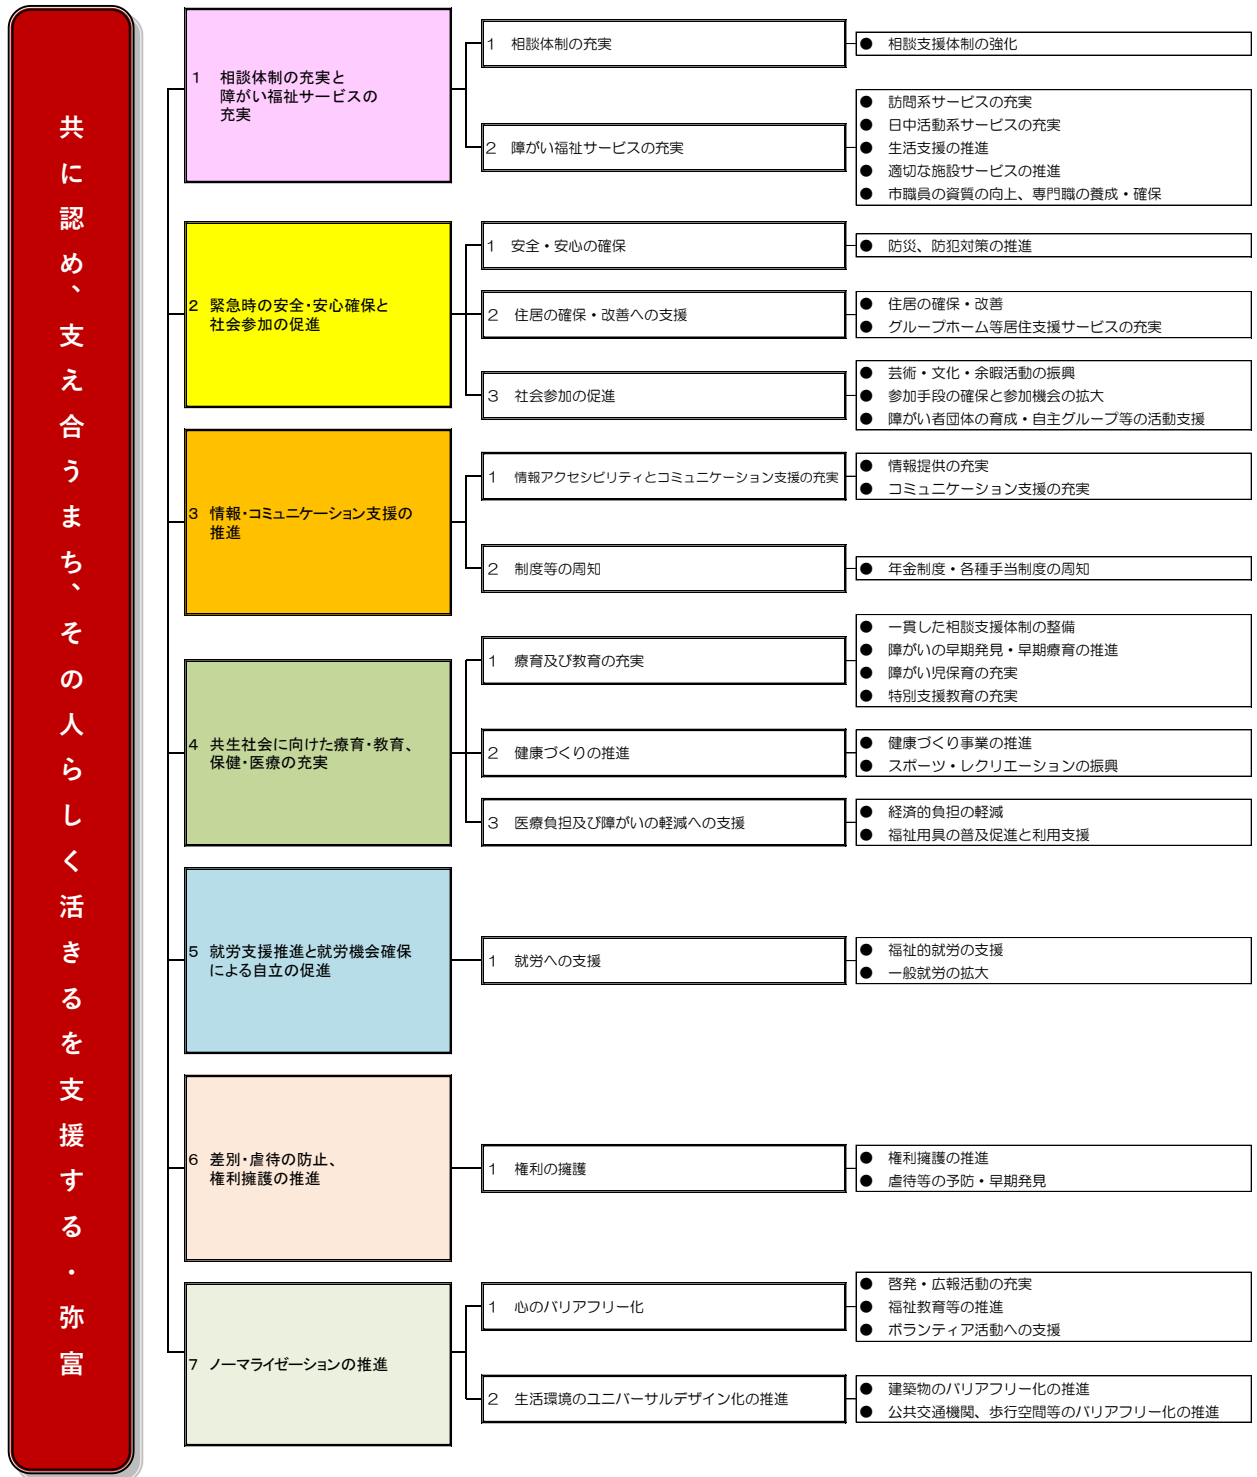 共に認め、支え合うまち、その人らしく活きるを支援する・弥富
1 相談体制の充実と
障がい福祉サービスの
充実
1 相談体制の充実
● 相談支援体制の強化
2 障がい福祉サービスの充実
● 訪問系サービスの充実
● 日中活動系サービスの充実
● 生活支援の推進
● 適切な施設サービスの推進
● 市職員の資質の向上、専門職の養成・確保
2 緊急時の安全・安心確保と
社会参加の促進
1 安全・安心の確保
● 防災、防犯対策の推進
2 住居の確保・改善への支援
● 住居の確保・改善
● グループホーム等居住支援サービスの充実
3 社会参加の促進
● 芸術・文化・余暇活動の振興
● 参加手段の確保と参加機会の拡大
● 障がい者団体の育成・自主グループ等の活動支援
3 情報・コミュニケーション支援の
推進
1 情報アクセシビリティとコミュニケーション支援の充実
● 情報提供の充実
● コミュニケーション支援の充実
2 制度等の周知
● 年金制度・各種手当制度の周知
4 共生社会に向けた療育・教育、
保健・医療の充実
1 療育及び教育の充実
● 一貫した相談支援体制の整備
● 障がいの早期発見・早期療育の推進
● 障がい児保育の充実
● 特別支援教育の充実
2 健康づくりの推進
● 健康づくり事業の推進
● スポーツ・レクリエーションの振興
3 医療負担及び障がいの軽減への支援
● 経済的負担の軽減
● 福祉用具の普及促進と利用支援
5 就労支援推進と就労機会確保
による自立の促進
1 就労への支援
● 福祉的就労の支援
● 一般就労の拡大
6 差別・虐待の防止、
権利擁護の推進
1 権利の擁護
● 権利擁護の推進
● 虐待等の予防・早期発見
7 ノーマライゼーションの推進
1 心のバリアフリー化
● 啓発・広報活動の充実
● 福祉教育等の推進
● ボランティア活動への支援
2 生活環境のユニバーサルデザイン化の推進
● 建築物のバリアフリー化の推進
● 公共交通機関、歩行空間等のバリアフリー化の推進